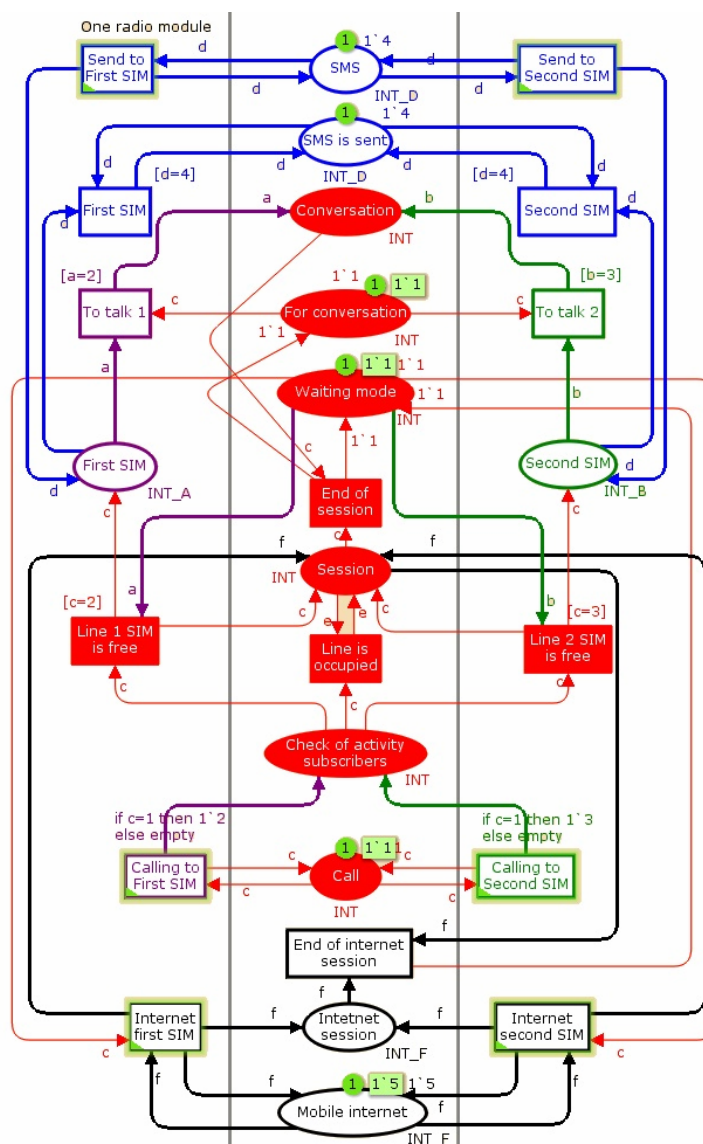 One radio module
d
1
1`4
d
Send to
First SIM
SMS
Send to
Second SIM
d
d
INT_D
1
1`4
SMS is sent
d
d
d
d
[d=4]
INT_D
[d=4]
First SIM
a
Conversation
b
Second SIM
d
d
INT
[a=2]
1`1
1
1`1
[b=3]
To talk 1
c
For conversation
c
To talk 2
1`1
INT
1
1`1
1`1
a
Waiting mode
1`1
b
INT
1`1
First SIM
c
Second SIM
d
d
INT_A
INT_B
c
End of
session
c
f
c
f
INT
Session
[c=2]
a
b
[c=3]
c
e
e
c
Line 1 SIM
is free
Line is
occupied
Line 2 SIM
is free
c
c
c
Check of activity
subscribers
INT
if c=1 then 1`2
else empty
if c=1 then 1`3
else empty
1
1`1
1
Calling to
First SIM
c
Call
c
Calling to
Second SIM
c
c
INT
f
End of internet
session
f
Internet
first SIM
f
Intetnet
session
f
Internet
second SIM
c
INT_F
c
f
f
1
1`5
1`5
f
f
Mobile internet
f
INT_F